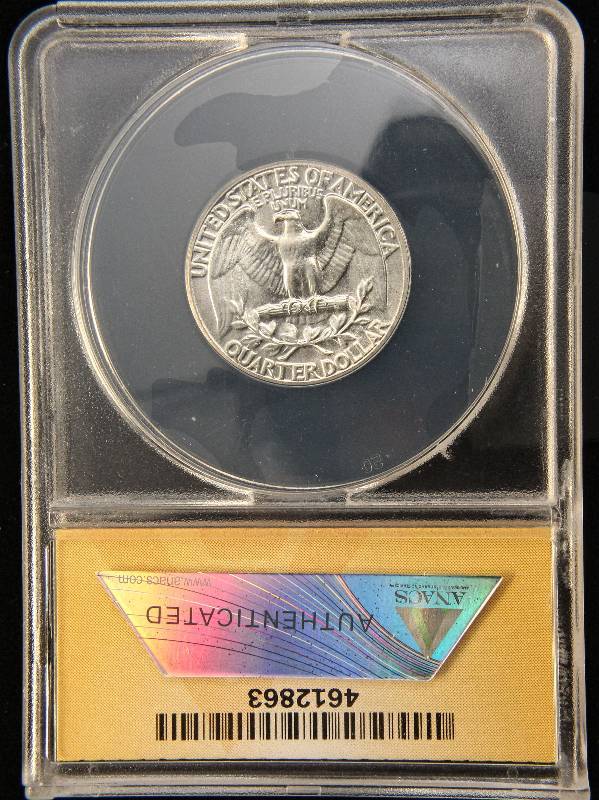 UNITED STATES OF AMERICA
E PLURIBUS
UNUM
QUARTER DOLLAR
4612863
AUTHENTICATED
ANACS
www.anacs.com